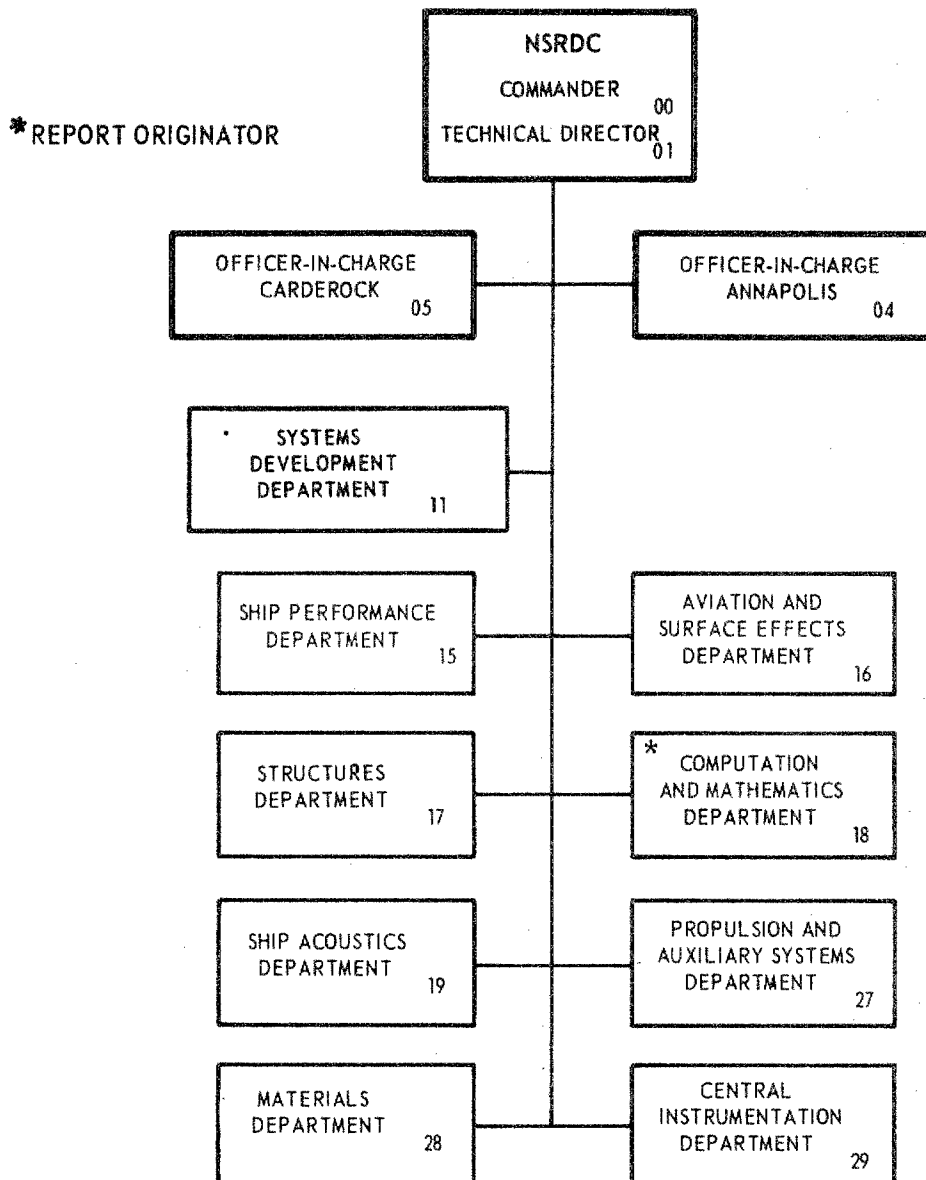 NSRDC
COMMANDER
00
TECHNICAL DIRECTOR
01
*REPORT ORIGINATOR
OFFICER-IN-CHARGE
CARDEROCK
05
OFFICER-IN-CHARGE
ANNAPOLIS
04
SYSTEMS
DEVELOPMENT
DEPARTMENT
11
SHIP PERFORMANCE
DEPARTMENT
15
AVIATION AND
SURFACE EFFECTS
DEPARTMENT
16
STRUCTURES
DEPARTMENT
17
*
COMPUTATION
AND MATHEMATICS
DEPARTMENT
18
SHIP ACOUSTICS
DEPARTMENT
19
PROPULSION AND
AUXILIARY SYSTEMS
DEPARTMENT
27
MATERIALS
DEPARTMENT
28
CENTRAL
INSTRUMENTATION
DEPARTMENT
29